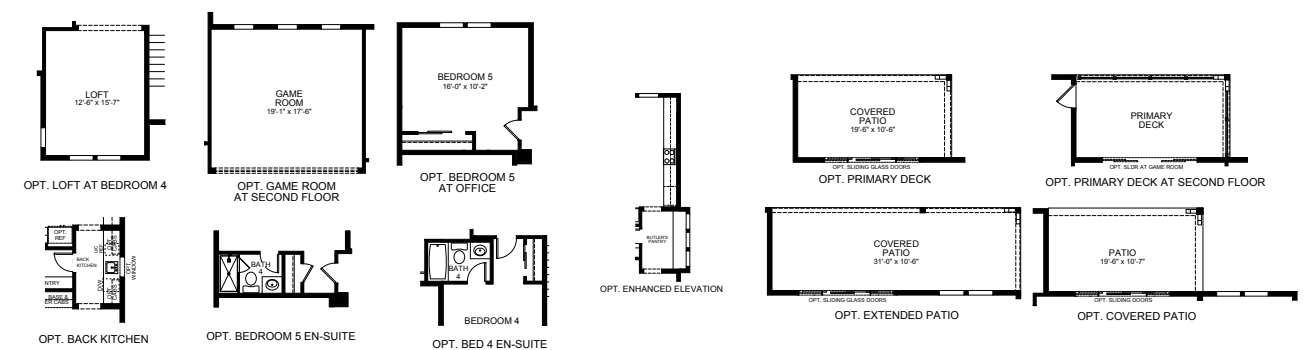 LOFT
12'-6" x 15'-7"
OPT. LOFT AT BEDROOM 4
GAME
ROOM
19'-1" x 17'-6"
OPT. GAME ROOM
AT SECOND FLOOR
BEDROOM 5
16'-0" x 10'-2"
OPT. BEDROOM 5
AT OFFICE
BUTLER'S
PANTRY
OPT. ENHANCED ELEVATION
COVERED
PATIO
19'-6" x 10'-6"
OPT. SLIDING GLASS DOORS
OPT. PRIMARY DECK
PRIMARY
DECK
OPT. SLDR AT GAME ROOM
OPT. PRIMARY DECK AT SECOND FLOOR
OPT.
REF
BACK
KITCHEN
U/C
REF
D/W
OPT.
WINDOW
NTRY
BASE &
ER CABS
OPT. BACK KITCHEN
BATH
4
OPT. BEDROOM 5 EN-SUITE
BATH
4
BEDROOM 4
OPT. BED 4 EN-SUITE
COVERED
PATIO
31'-0" x 10'-6"
OPT. SLIDING GLASS DOORS
OPT. EXTENDED PATIO
PATIO
19'-6" x 10'-7"
OPT. SLIDING DOORS
OPT. COVERED PATIO